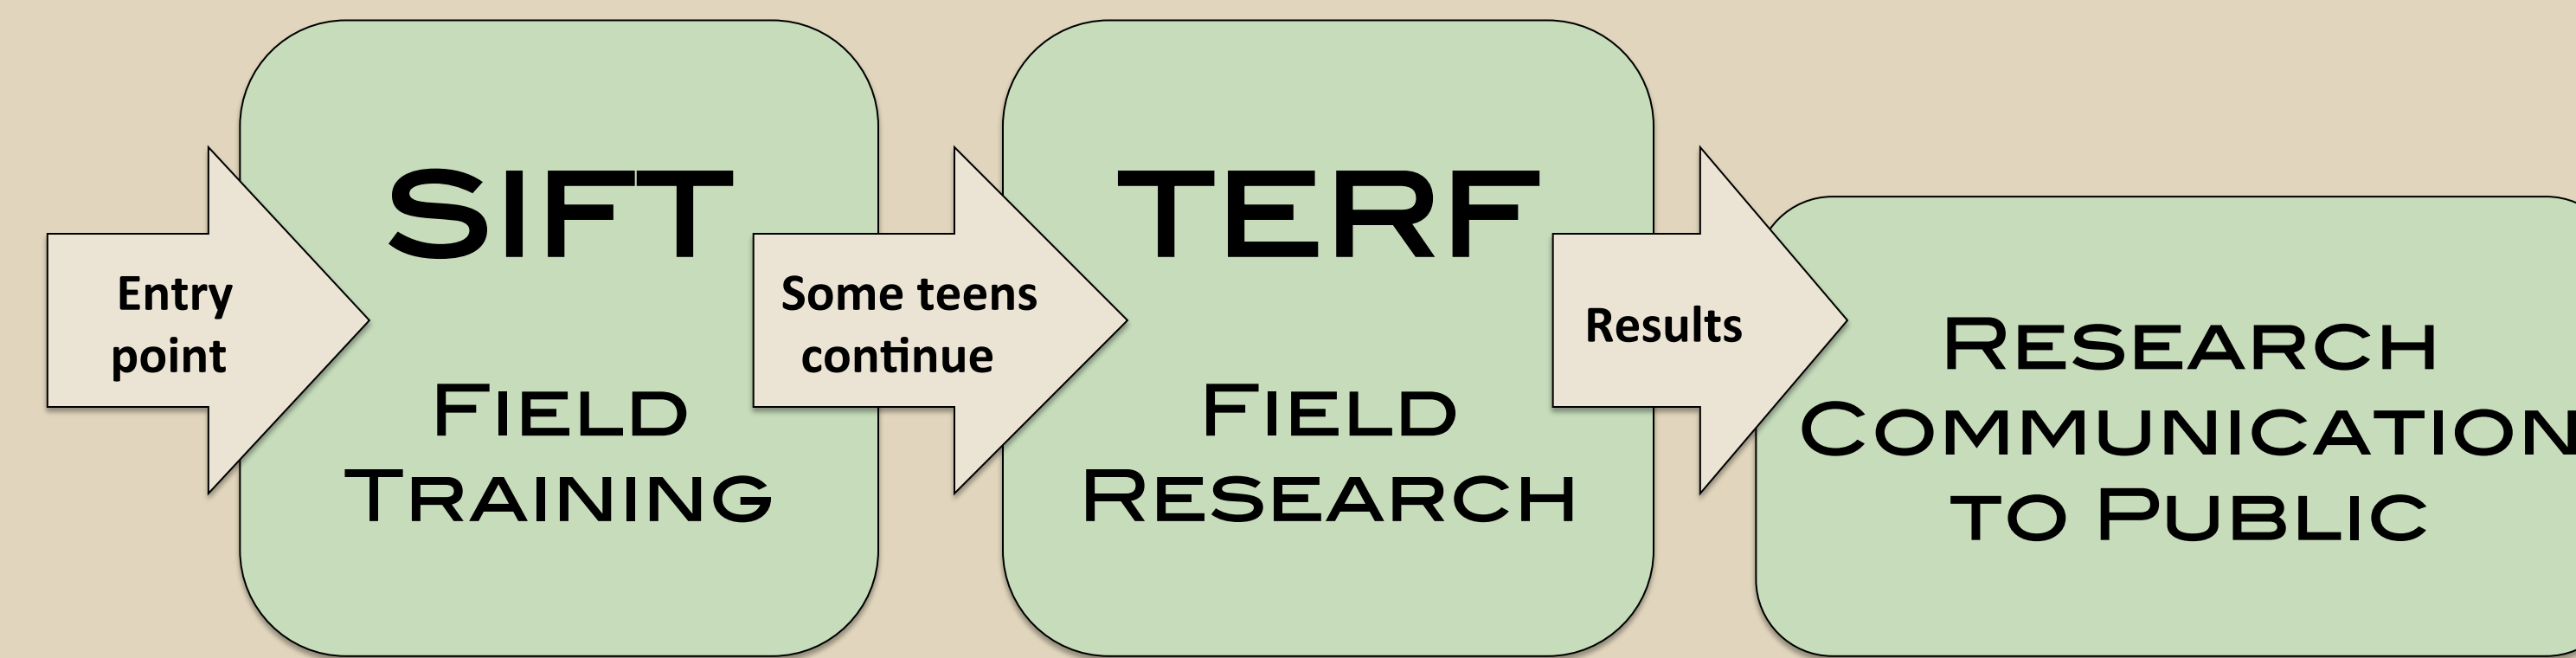 Entry
point
SIFT
Field
Training
Some teens
continue
TERF
Field
Research
Results
Research
Communication
to Public